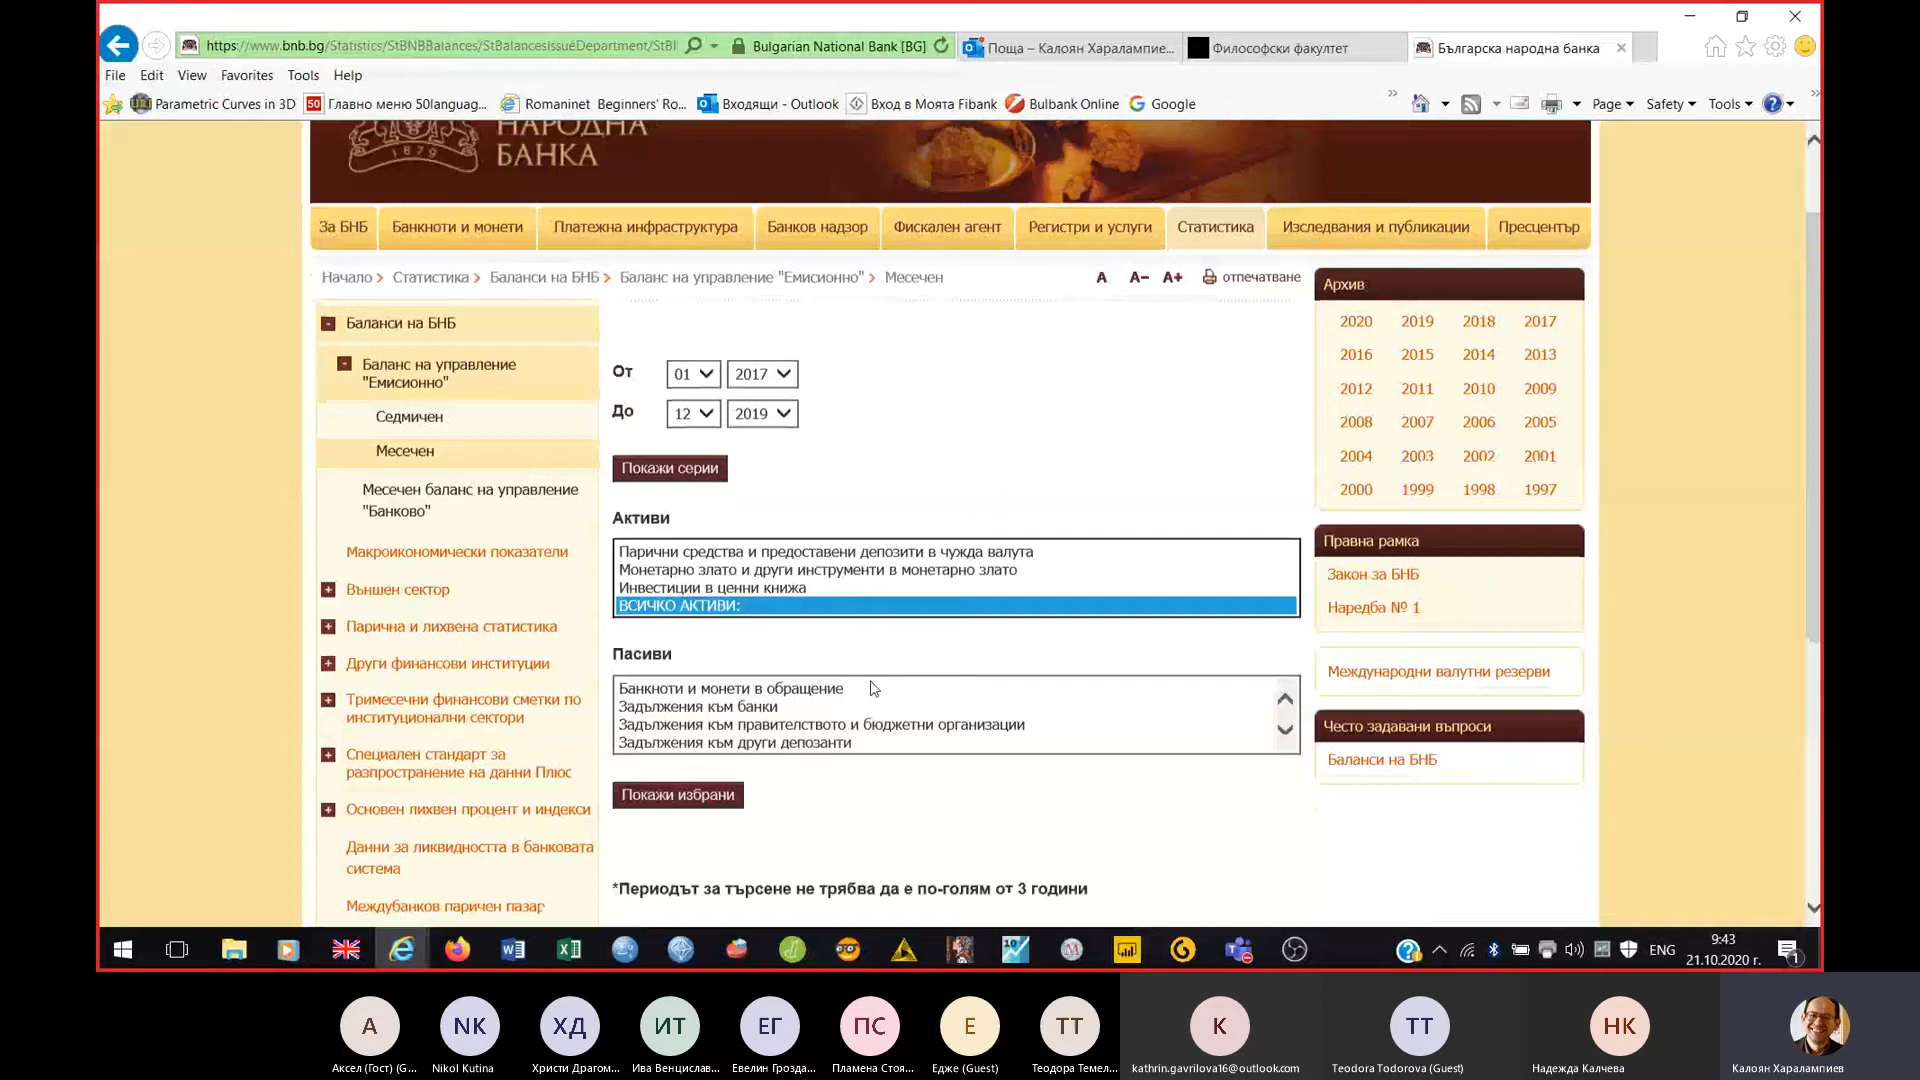 https://www.bnb.bg/Statistics/StBNBBalances/StBalancesIssueDepartment/StBI
Bulgarian National Bank [BG]
Поща – Калоян Харалампие...
Философски факултет
Българска народна банка
File Edit View Favorites Tools Help
Parametric Curves in 3D
50
Главно меню 50languag...
Romaninet Beginners' Ro...
Входящи - Outlook
Вход в Моята Fibank
Bulbank Online
Google
Page
Safety
Tools
НАРОДНА
БАНКА
1879
За БНБ
Банкноти и монети
Платежна инфраструктура
Банков надзор
Фискален агент
Регистри и услуги
Статистика
Изследвания и публикации
Пресцентър
Начало > Статистика > Баланси на БНБ > Баланс на управление "Емисионно" > Месечен
A A- A+ отпечатване
Баланси на БНБ
Баланс на управление
"Емисионно"
Седмичен
Месечен
Месечен баланс на управление
"Банково"
Макроикономически показатели
Външен сектор
Парична и лихвена статистика
Други финансови институции
Тримесечни финансови сметки по
институционални сектори
Специален стандарт за
разпространение на данни Плюс
Основен лихвен процент и индекси
Данни за ликвидността в банковата
система
Междубанков паричен пазар
От 01 2017
До 12 2019
Покажи серии
Активи
Парични средства и предоставени депозити в чужда валута
Монетарно злато и други инструменти в монетарно злато
Инвестиции в ценни книжа
ВСИЧКО АКТИВИ:
Пасиви
Банкноти и монети в обращение
Задължения към банки
Задължения към правителството и бюджетни организации
Задължения към други депозанти
Покажи избрани
*Периодът за търсене не трябва да е по-голям от 3 години
Архив
2020 2019 2018 2017
2016 2015 2014 2013
2012 2011 2010 2009
2008 2007 2006 2005
2004 2003 2002 2001
2000 1999 1998 1997
Правна рамка
Закон за БНБ
Наредба № 1
Международни валутни резерви
Често задавани въпроси
Баланси на БНБ
ENG
9:43
21.10.2020 г.
1
А
NK
ХД
ИТ
ЕГ
ПС
Е
ТТ
K
TT
НК
Аксел (Гост) (G...
Nikol Kutina
Христи Драгом...
Ива Венцислав...
Евелин Грозда...
Пламена Стоя...
Едже (Guest)
Теодора Темел...
kathrin.gavrilova16@outlook.com
Teodora Todorova (Guest)
Надежда Калчева
Калоян Харалампиев